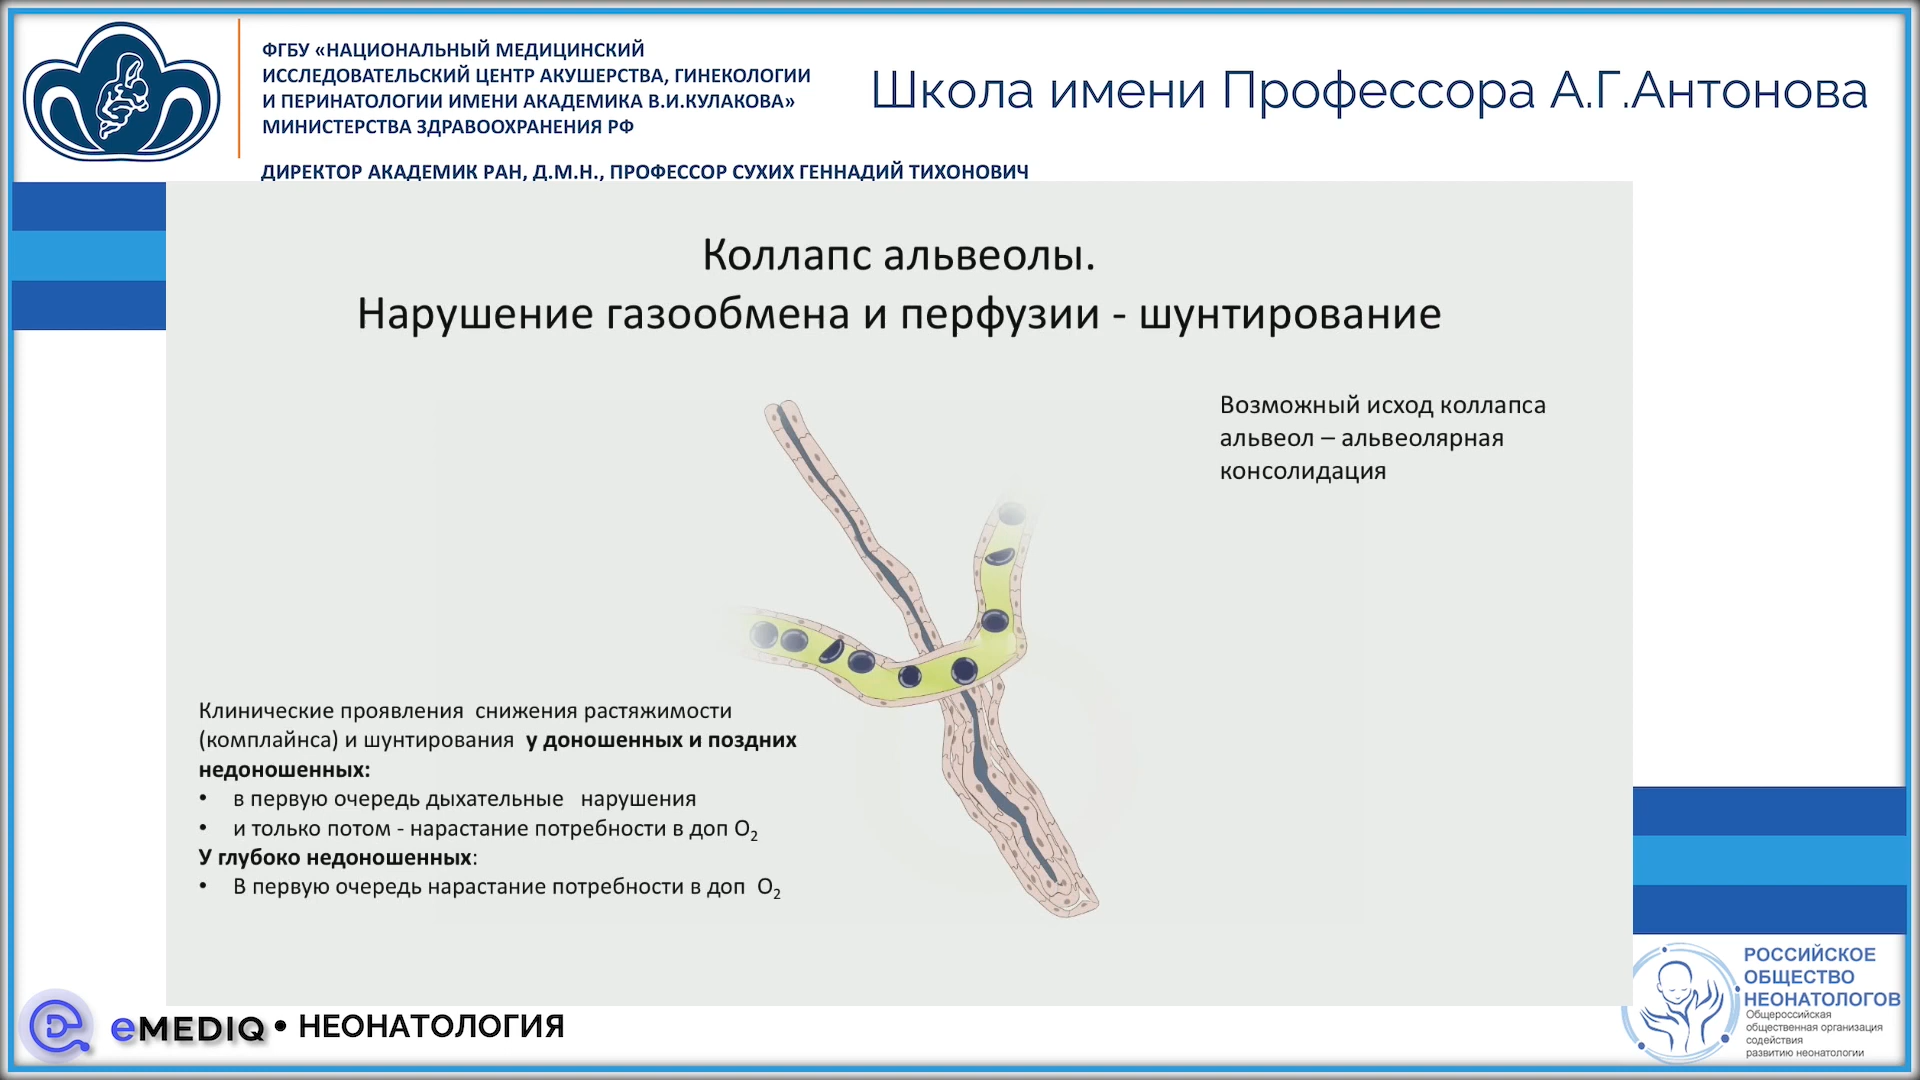 ФГБУ «НАЦИОНАЛЬНЫЙ МЕДИЦИНСКИЙ
ИССЛЕДОВАТЕЛЬСКИЙ ЦЕНТР АКУШЕРСТВА, ГИНЕКОЛОГИИ
И ПЕРИНАТОЛОГИИ ИМЕНИ АКАДЕМИКА В.И.КУЛАКОВА»
МИНИСТЕРСТВА ЗДРАВООХРАНЕНИЯ РФ
ДИРЕКТОР АКАДЕМИК РАН, Д.М.Н., ПРОФЕССОР СУХИХ ГЕННАДИЙ ТИХОНОВИЧ
Школа имени Профессора А.Г.Антонова
Коллапс альвеолы.
Нарушение газообмена и перфузии - шунтирование
Возможный исход коллапса
альвеол – альвеолярная
консолидация
Клинические проявления снижения растяжимости
(комплайнса) и шунтирования у доношенных и поздних
недоношенных:
• в первую очередь дыхательные нарушения
• и только потом - нарастание потребности в доп O₂
У глубоко недоношенных:
• В первую очередь нарастание потребности в доп O₂
eMEDIQ • НЕОНАТОЛОГИЯ
РОССИЙСКОЕ
ОБЩЕСТВО
НЕОНАТОЛОГОВ
Общероссийская
общественная организация
содействия
развитию неонатологии